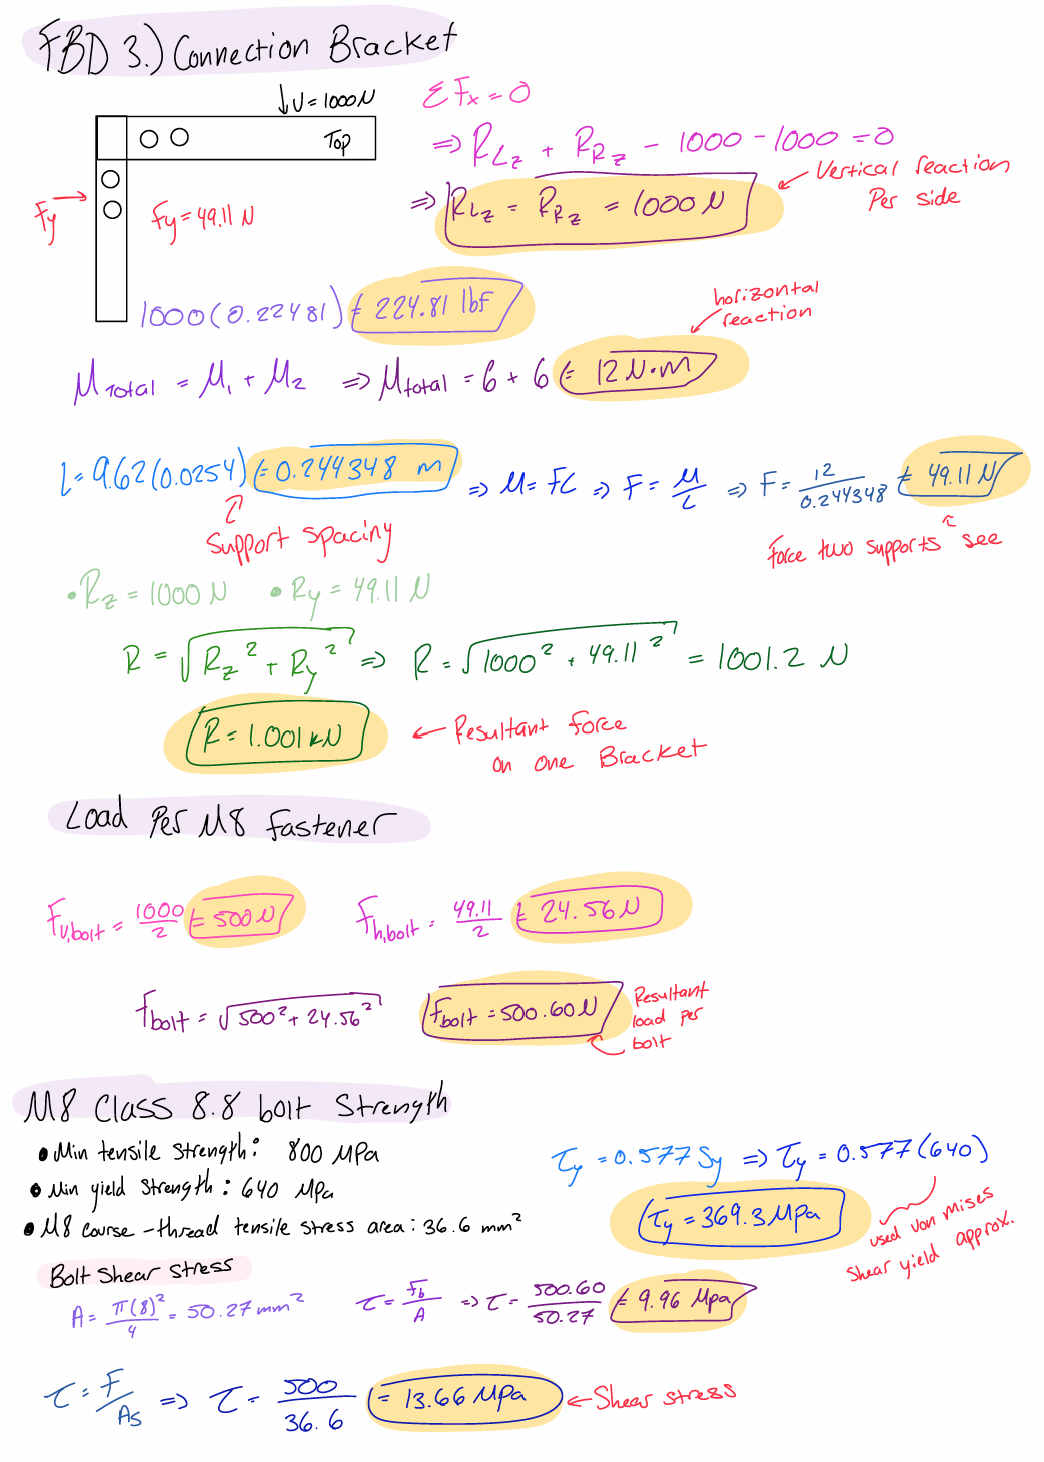 FBD 3.) Connection Bracket
↓V = 1000 N
Top
Fy →
Fy = 49.11 N
ΣFx = 0
⇒ RLz + RRz - 1000 - 1000 = 0
⇒ RLz = RRz = 1000 N
← Vertical reaction
Per side
1000(0.22481) = 224.81 lbf
horizontal
reaction
MTotal = M1 + M2 ⇒ Mtotal = 6 + 6 = 12 N·m
L = 9.62(0.0254) = 0.244348 m ⇒ M = FL ⇒ F = M/L ⇒ F = 12/0.244348 = 49.11 N
Support spacing
Force two supports see
• Rz = 1000 N • Ry = 49.11 N
R = √Rz² + Ry² ⇒ R = √1000² + 49.11² = 1001.2 N
R = 1.001 kN
← Resultant force
on one Bracket
Load Per M8 fastener
Fv,bolt = 1000/2 = 500 N
Fh,bolt = 49.11/2 = 24.56 N
Fbolt = √500² + 24.56²
Fbolt = 500.60 N
Resultant
load per
bolt
M8 Class 8.8 bolt Strength
• Min tensile strength: 800 MPa
• Min yield strength: 640 MPa
• M8 course-thread tensile stress area: 36.6 mm²
τy = 0.577 Sy ⇒ τy = 0.577(640)
τy = 369.3 MPa
used von mises
shear yield approx.
Bolt Shear Stress
A = π(8)²/4 = 50.27 mm²
τ = Fb/A ⇒ τ = 500.60/50.27 = 9.96 Mpa
τ = F/As ⇒ τ = 500/36.6 = 13.66 MPa
← Shear stress